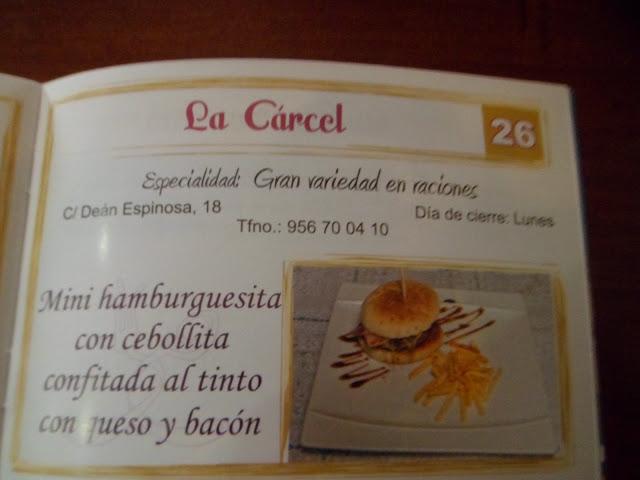 La Cárcel
26
Especialidad: Gran variedad en raciones
C/ Deán Espinosa, 18
Día de cierre: Lunes
Tfno.: 956 70 04 10
Mini hamburguesita
con cebollita
confitada al tinto
con queso y bacón